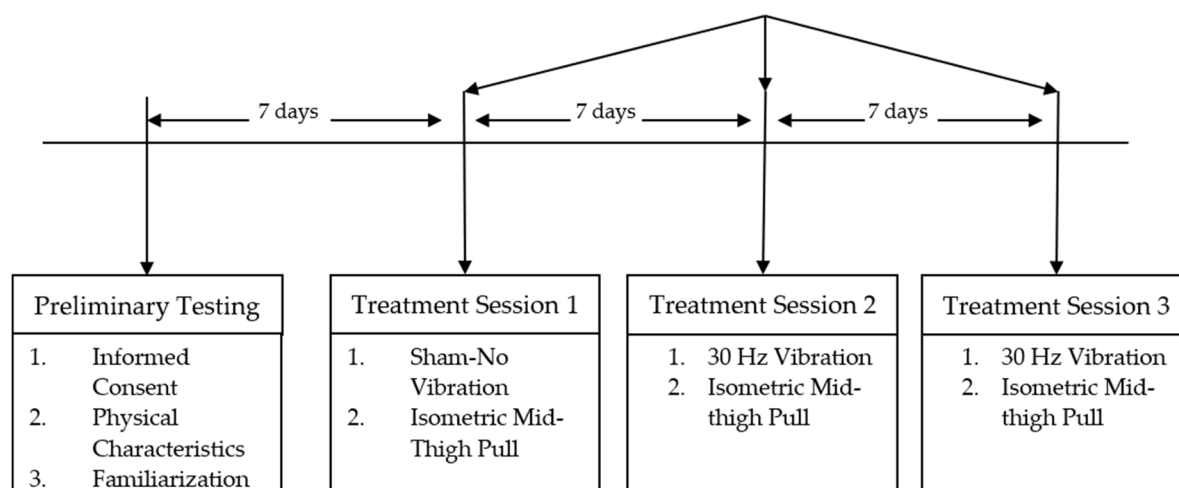 7 days
7 days
7 days
Preliminary Testing
1. Informed
Consent
2. Physical
Characteristics
3. Familiarization
Treatment Session 1
1. Sham-No
Vibration
2. Isometric Mid-
Thigh Pull
Treatment Session 2
1. 30 Hz Vibration
2. Isometric Mid-
thigh Pull
Treatment Session 3
1. 30 Hz Vibration
2. Isometric Mid-
thigh Pull